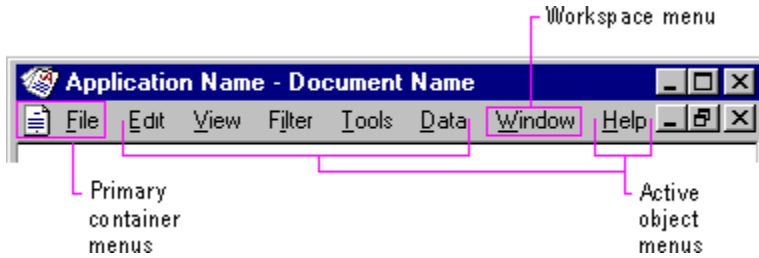 Workspace menu
Application Name - Document Name
File Edit View Filter Tools Data Window Help
Primary
container
menus
Active
object
menus